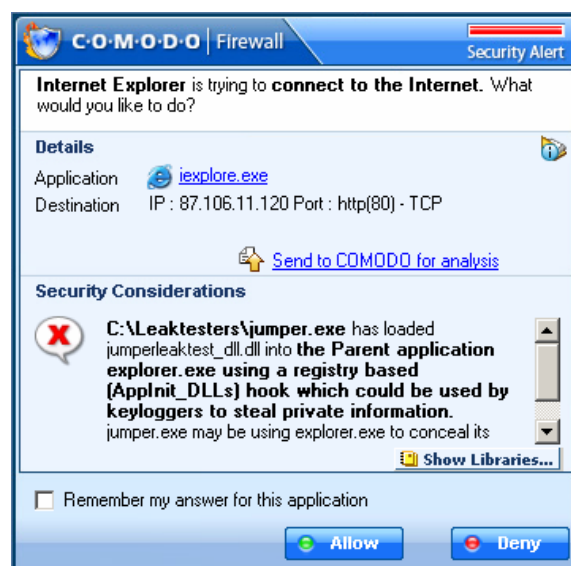 C·O·M·O·D·O | Firewall
Security Alert
Internet Explorer is trying to connect to the Internet. What
would you like to do?
Details
Application iexplore.exe
Destination IP : 87.106.11.120 Port : http(80) - TCP
Send to COMODO for analysis
Security Considerations
C:\Leaktesters\jumper.exe has loaded
jumperleaktest_dll.dll into the Parent application
explorer.exe using a registry based
(AppInit_DLLs) hook which could be used by
keyloggers to steal private information.
jumper.exe may be using explorer.exe to conceal its
Show Libraries...
Remember my answer for this application
Allow
Deny